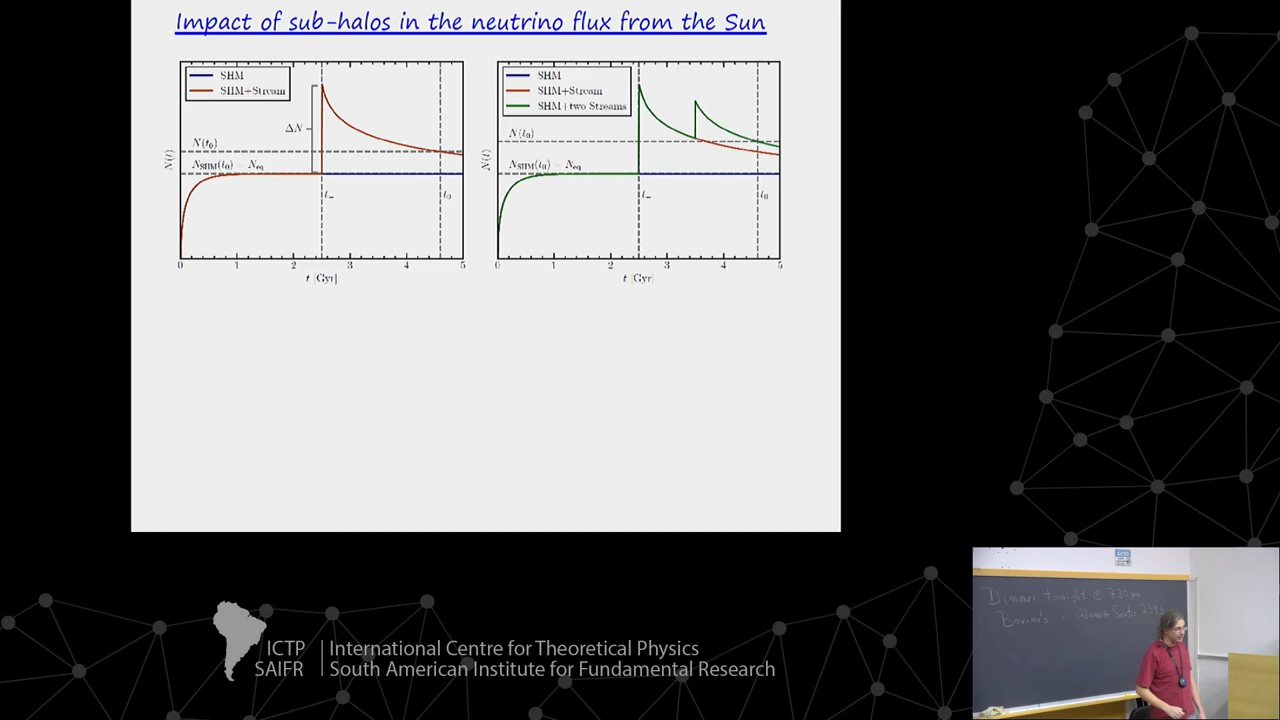 Impact of sub-halos in the neutrino flux from the Sun
SHM
SHM+Stream
ΔN
N(t₀)
N_SHM(t₀) = N_eq
N(t)
t₀
0 1 2 3 4 5
t [Gyr]
SHM
SHM+Stream
SHM+two Streams
N(t₀)
N_SHM(t₀) = N_eq
N(t)
t₀
0 1 2 3 4 5
t [Gyr]
Dinner tonight @ 7:30 pm
ICTP
SAIFR
International Centre for Theoretical Physics
South American Institute for Fundamental Research